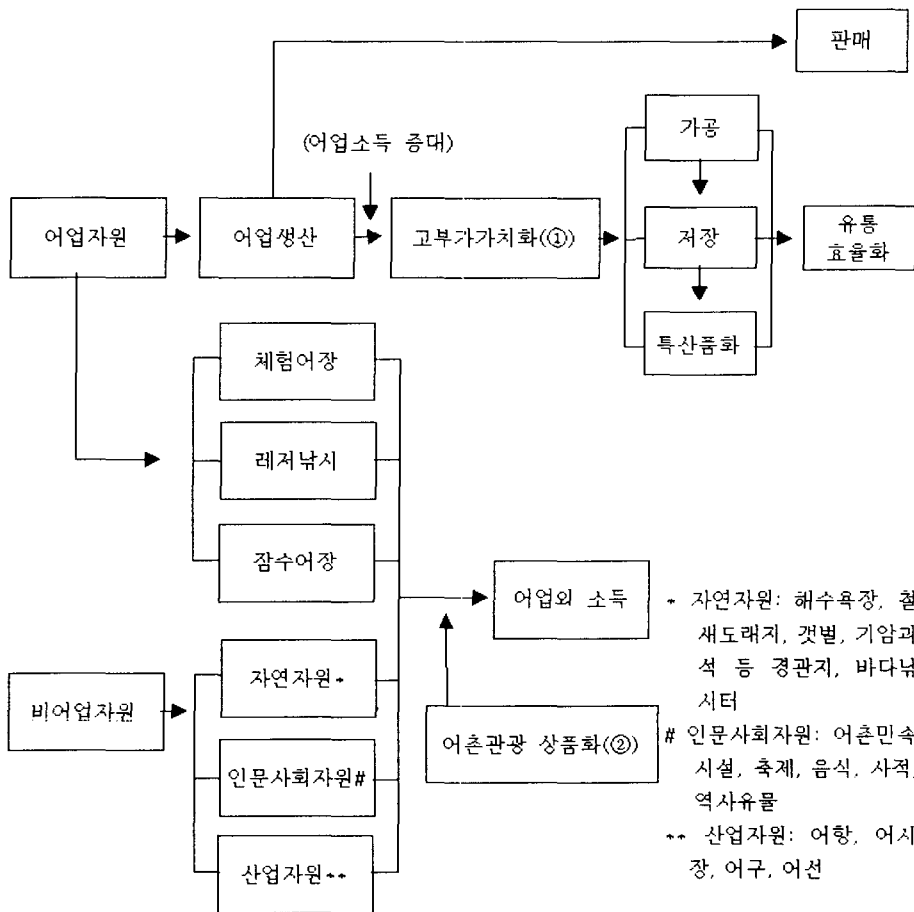 판매
가공
(어업소득 증대)
어업자원
어업생산
고부가가치화(①)
저장
유통
효율화
특산품화
체험어장
레저낚시
잠수어장
어업외 소득
* 자연자원: 해수욕장, 철
새도래지, 갯벌, 기암과
석 등 경관지, 바다낚
시터
자연자원*
비어업자원
어촌관광 상품화(②)
# 인문사회자원: 어촌민속
시설, 축제, 음식, 사적,
역사유물
인문사회자원#
** 산업자원: 어항, 어시
장, 어구, 어선
산업자원**